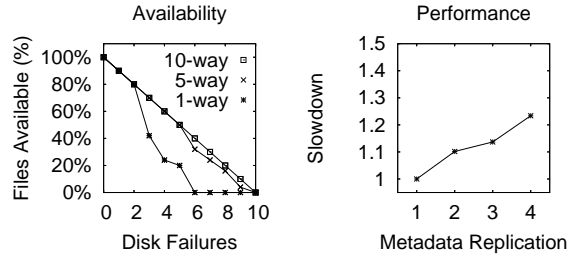 Availability
Files Available (%)
100%
80%
60%
40%
20%
0%
10-way
5-way
1-way
0 2 4 6 8 10
Disk Failures
Performance
Slowdown
1.5
1.4
1.3
1.2
1.1
1
1 2 3 4
Metadata Replication